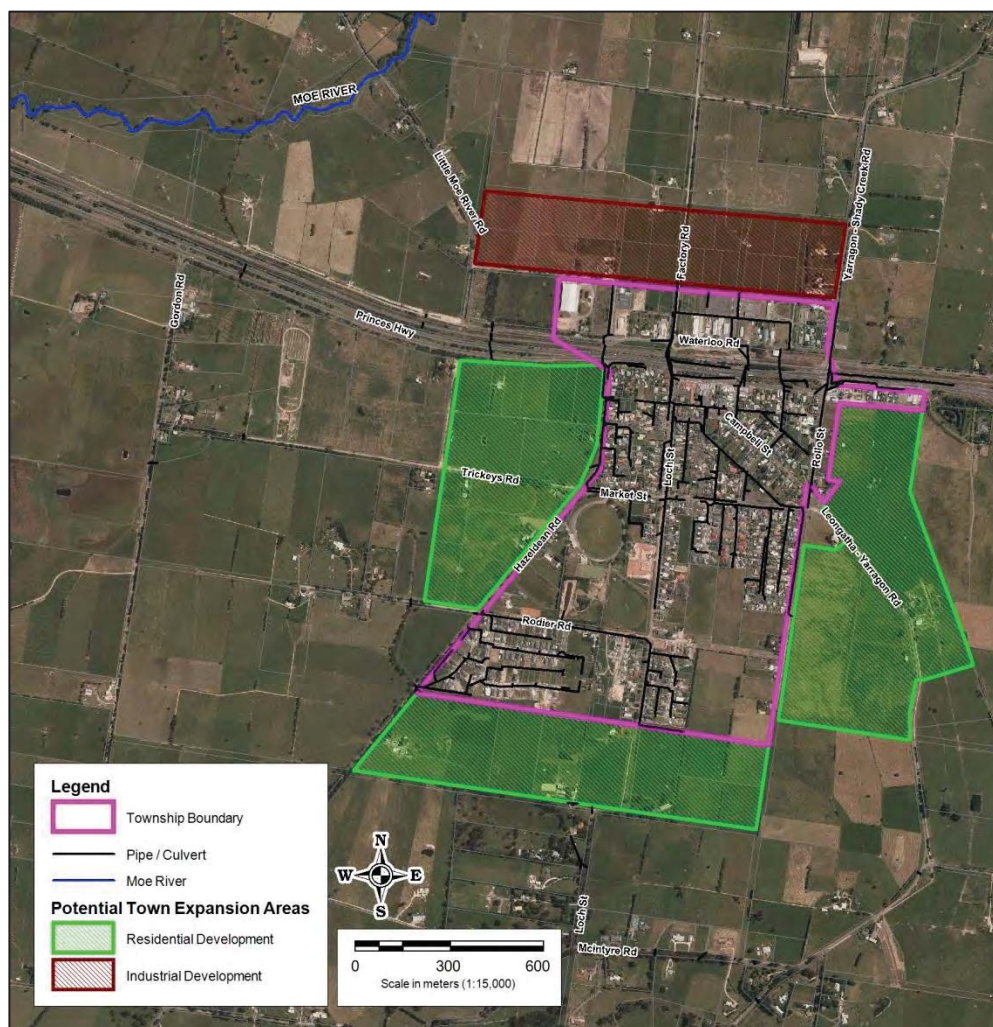 MOE RIVER
Little Moe River Rd
Factory Rd
Yarragon - Shady Creek Rd
Gordon Rd
Princes Hwy
Waterloo Rd
Campbell St
Rollo St
Loch St
Trickeys Rd
Market St
Hazeldean Rd
Leongatha - Yarragon Rd
Rodier Rd
Legend
Township Boundary
Pipe / Culvert
Moe River
Potential Town Expansion Areas
Residential Development
Industrial Development
N
W
E
S
0
300
600
Scale in meters (1:15,000)
Loch St
McIntyre Rd